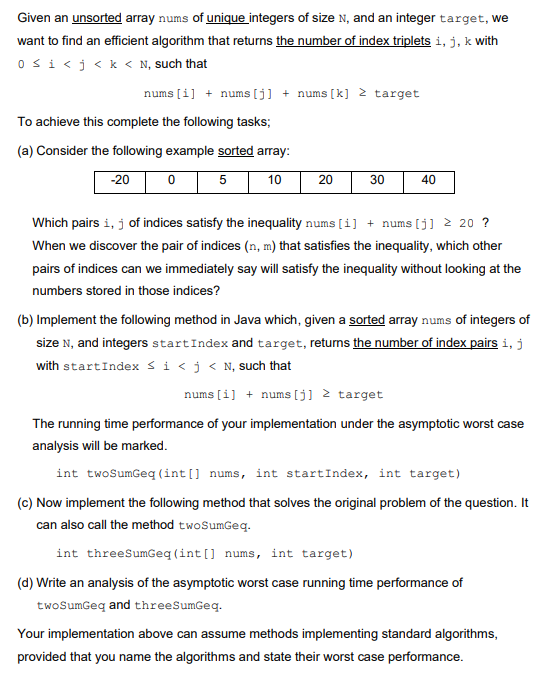 Given an unsorted array nums of unique integers of size N, and an integer target, we
want to find an efficient algorithm that returns the number of index triplets i, j, k with
0 ≤ i < j < k < N, such that
nums[i] + nums[j] + nums[k] ≥ target
To achieve this complete the following tasks;
(a) Consider the following example sorted array:
-20 0 5 10 20 30 40
Which pairs i, j of indices satisfy the inequality nums[i] + nums[j] ≥ 20 ?
When we discover the pair of indices (n, m) that satisfies the inequality, which other
pairs of indices can we immediately say will satisfy the inequality without looking at the
numbers stored in those indices?
(b) Implement the following method in Java which, given a sorted array nums of integers of
size N, and integers startIndex and target, returns the number of index pairs i, j
with startIndex ≤ i < j < N, such that
nums[i] + nums[j] ≥ target
The running time performance of your implementation under the asymptotic worst case
analysis will be marked.
int twoSumGeq(int[] nums, int startIndex, int target)
(c) Now implement the following method that solves the original problem of the question. It
can also call the method twoSumGeq.
int threeSumGeq(int[] nums, int target)
(d) Write an analysis of the asymptotic worst case running time performance of
twoSumGeq and threeSumGeq.
Your implementation above can assume methods implementing standard algorithms,
provided that you name the algorithms and state their worst case performance.